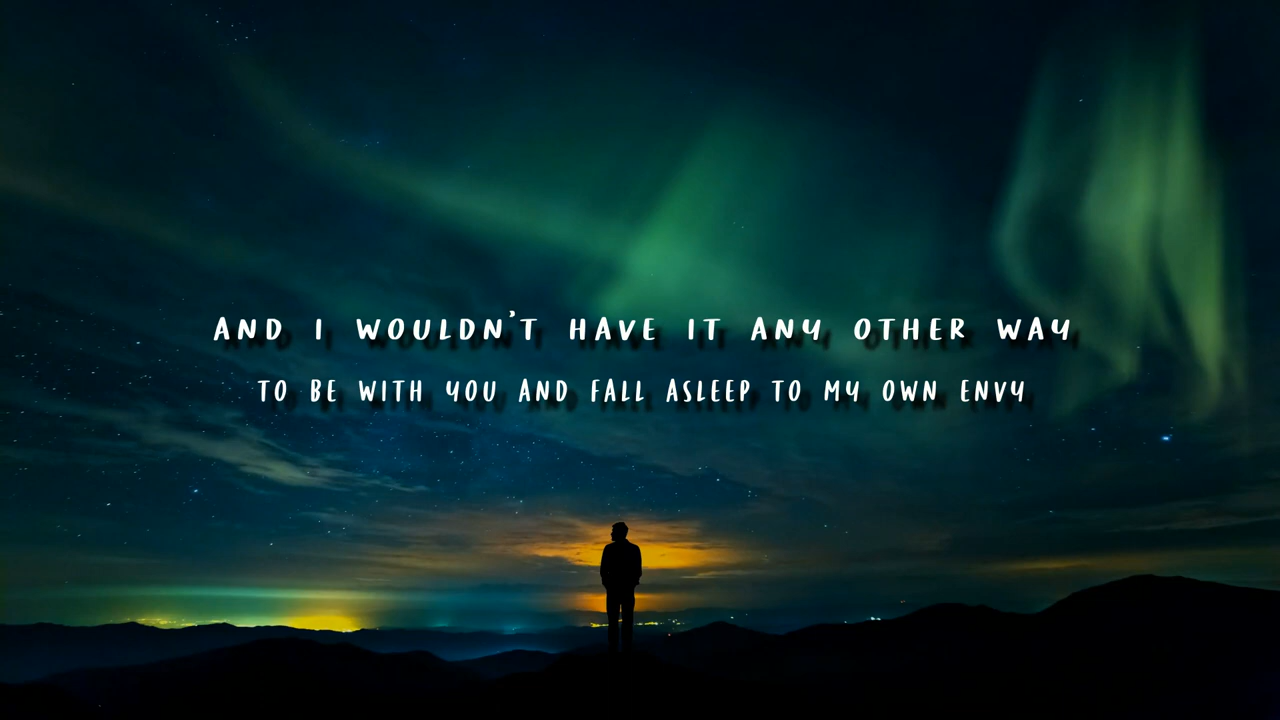 AND I WOULDN'T HAVE IT ANY OTHER WAY
TO BE WITH YOU AND FALL ASLEEP TO MY OWN ENVY